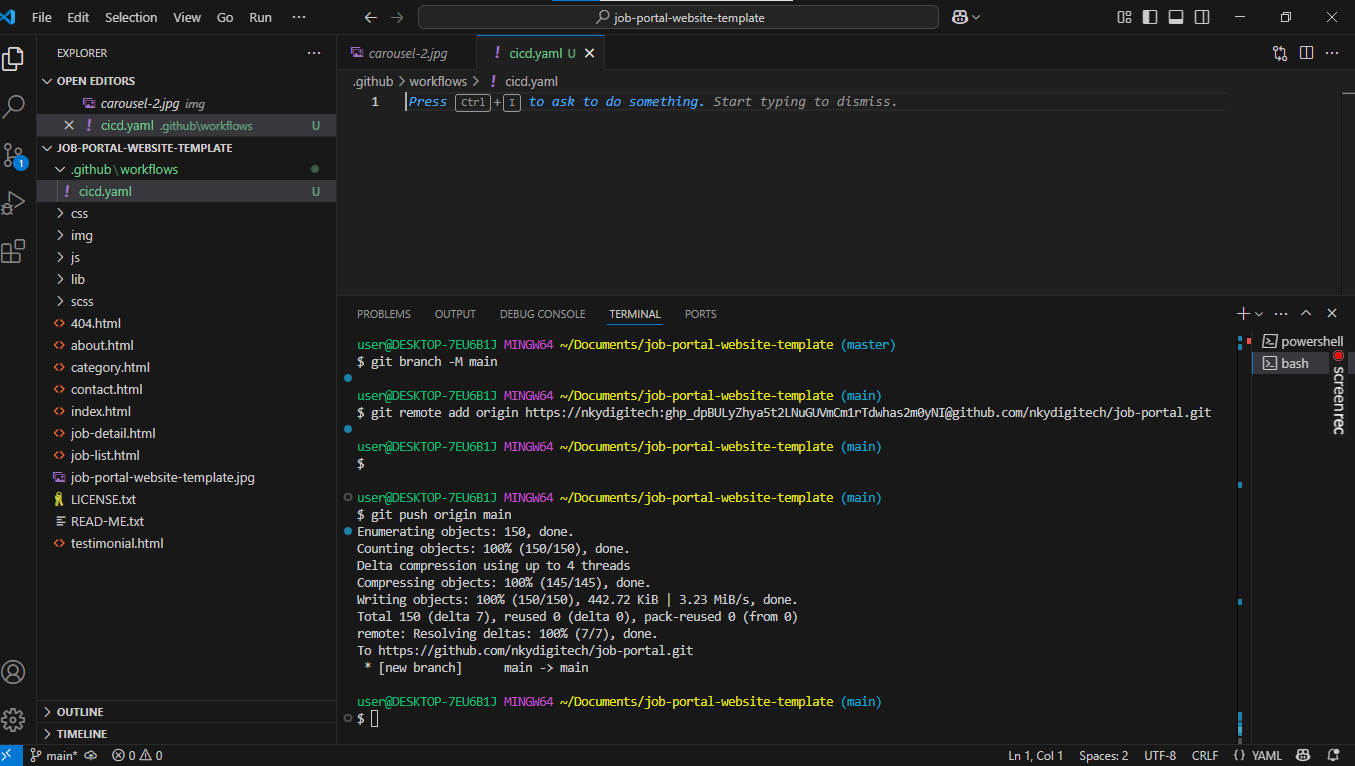 File Edit Selection View Go Run ··· job-portal-website-template
EXPLORER
OPEN EDITORS
carousel-2.jpg img
cicd.yaml .github\workflows U
JOB-PORTAL-WEBSITE-TEMPLATE
.github\workflows
cicd.yaml U
css
img
js
lib
scss
404.html
about.html
category.html
contact.html
index.html
job-detail.html
job-list.html
job-portal-website-template.jpg
LICENSE.txt
READ-ME.txt
testimonial.html
OUTLINE
TIMELINE
1
carousel-2.jpg
cicd.yaml U
.github > workflows > ! cicd.yaml
1 Press Ctrl+I to ask to do something. Start typing to dismiss.
PROBLEMS OUTPUT DEBUG CONSOLE TERMINAL PORTS
user@DESKTOP-7EU6B1J MINGW64 ~/Documents/job-portal-website-template (master)
$ git branch -M main
user@DESKTOP-7EU6B1J MINGW64 ~/Documents/job-portal-website-template (main)
$ git remote add origin https://nkydigitech:[access token redacted]@github.com/nkydigitech/job-portal.git
user@DESKTOP-7EU6B1J MINGW64 ~/Documents/job-portal-website-template (main)
$
user@DESKTOP-7EU6B1J MINGW64 ~/Documents/job-portal-website-template (main)
$ git push origin main
Enumerating objects: 150, done.
Counting objects: 100% (150/150), done.
Delta compression using up to 4 threads
Compressing objects: 100% (145/145), done.
Writing objects: 100% (150/150), 442.72 KiB | 3.23 MiB/s, done.
Total 150 (delta 7), reused 0 (delta 0), pack-reused 0 (from 0)
remote: Resolving deltas: 100% (7/7), done.
To https://github.com/nkydigitech/job-portal.git
 * [new branch]      main -> main
user@DESKTOP-7EU6B1J MINGW64 ~/Documents/job-portal-website-template (main)
$
powershell
bash
screen rec
main* 0 0 Ln 1, Col 1 Spaces: 2 UTF-8 CRLF {} YAML